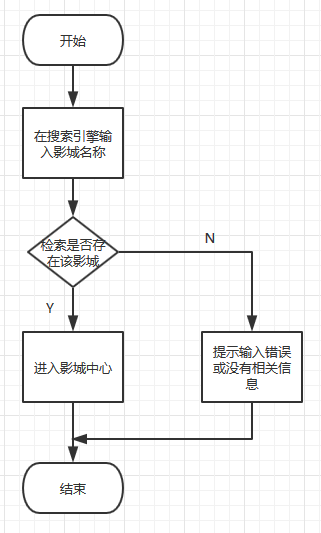 开始
在搜索引擎输
入影城名称
检索是否存
在该影城
N
Y
进入影城中心
提示输入错误
或没有相关信
息
结束